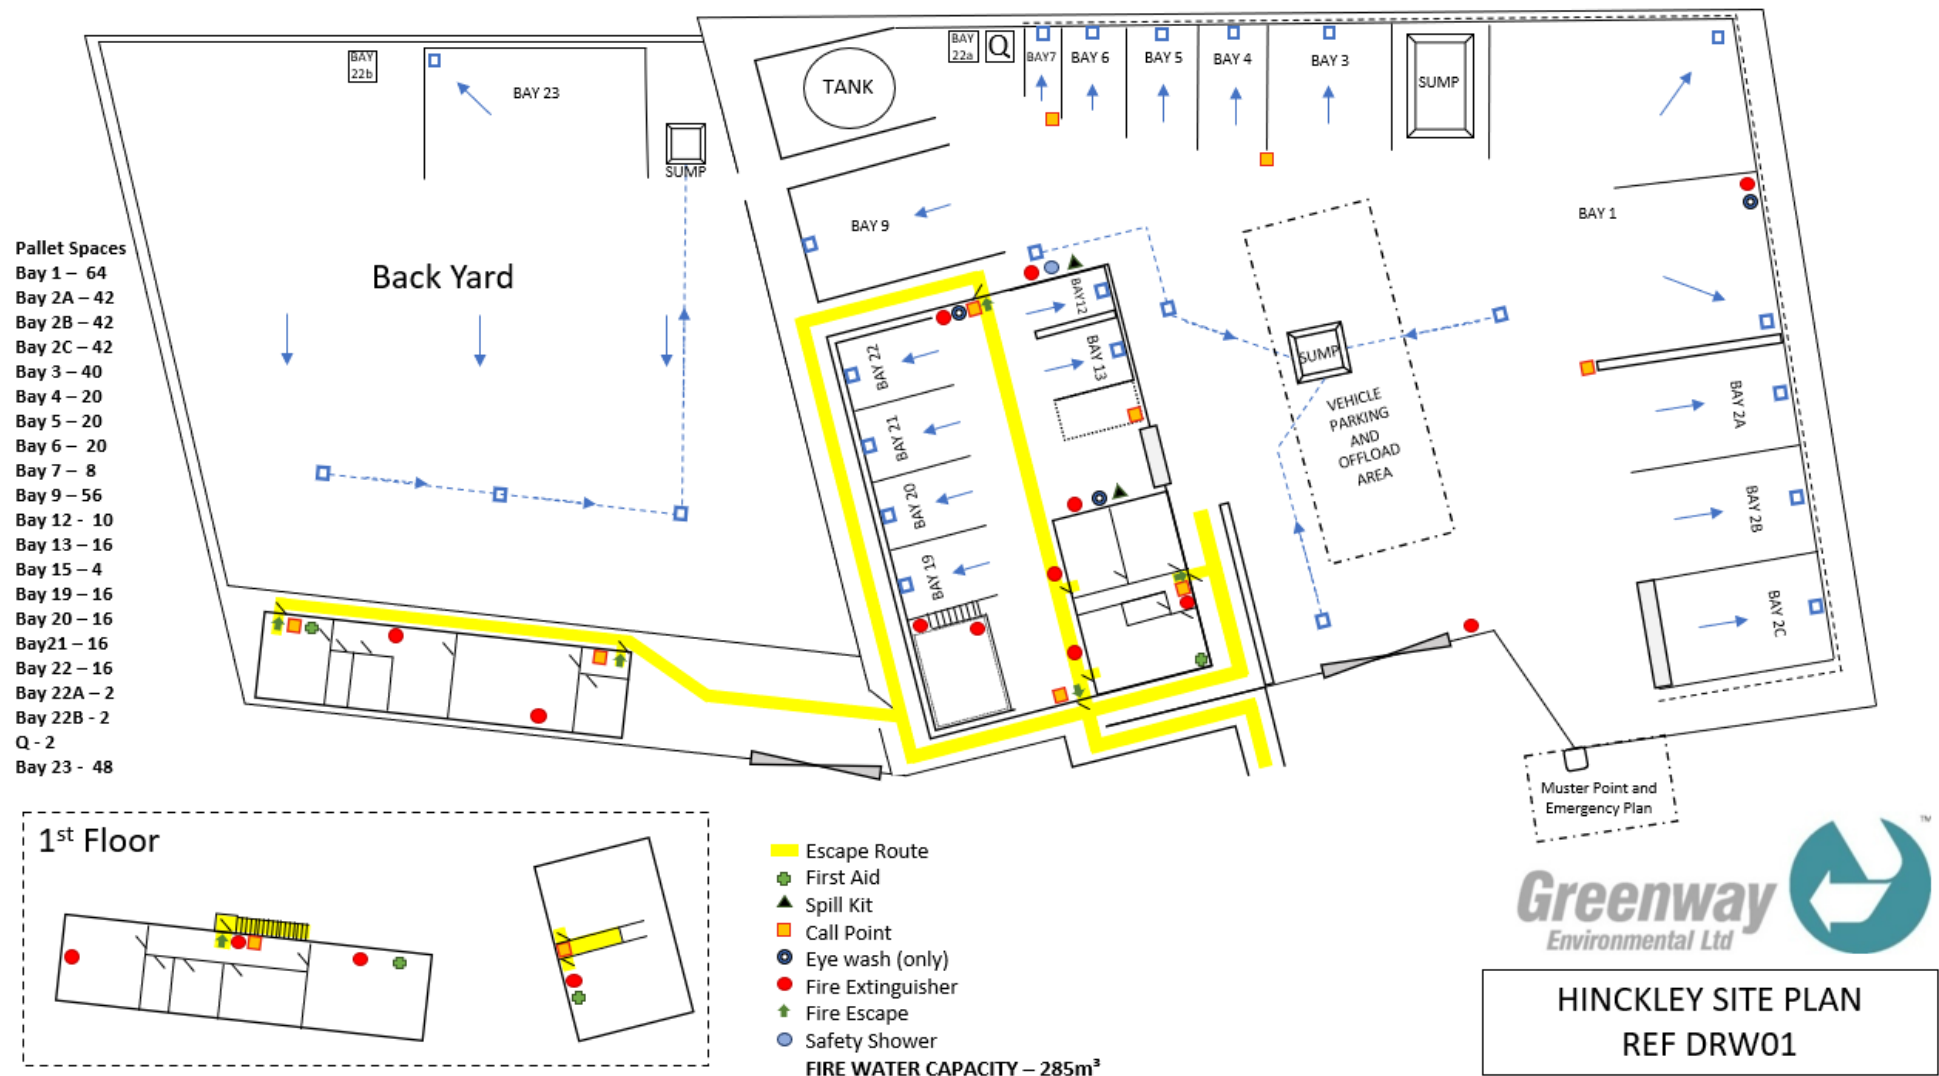 BAY
22b
BAY 23
SUMP
Back Yard
TANK
BAY
22a
Q
BAY7
BAY 6
BAY 5
BAY 4
BAY 3
SUMP
BAY 9
BAY 1
BAY12
BAY 13
BAY 22
BAY 21
BAY 20
BAY 19
SUMP
VEHICLE
PARKING
AND
OFFLOAD
AREA
BAY 2A
BAY 2B
BAY 2C
Muster Point and
Emergency Plan
Pallet Spaces
Bay 1 – 64
Bay 2A – 42
Bay 2B – 42
Bay 2C – 42
Bay 3 – 40
Bay 4 – 20
Bay 5 – 20
Bay 6 – 20
Bay 7 – 8
Bay 9 – 56
Bay 12 - 10
Bay 13 – 16
Bay 15 – 4
Bay 19 – 16
Bay 20 – 16
Bay21 – 16
Bay 22 – 16
Bay 22A – 2
Bay 22B - 2
Q - 2
Bay 23 - 48
1st Floor
Escape Route
First Aid
Spill Kit
Call Point
Eye wash (only)
Fire Extinguisher
Fire Escape
Safety Shower
FIRE WATER CAPACITY – 285m³
Greenway
Environmental Ltd
TM
HINCKLEY SITE PLAN
REF DRW01